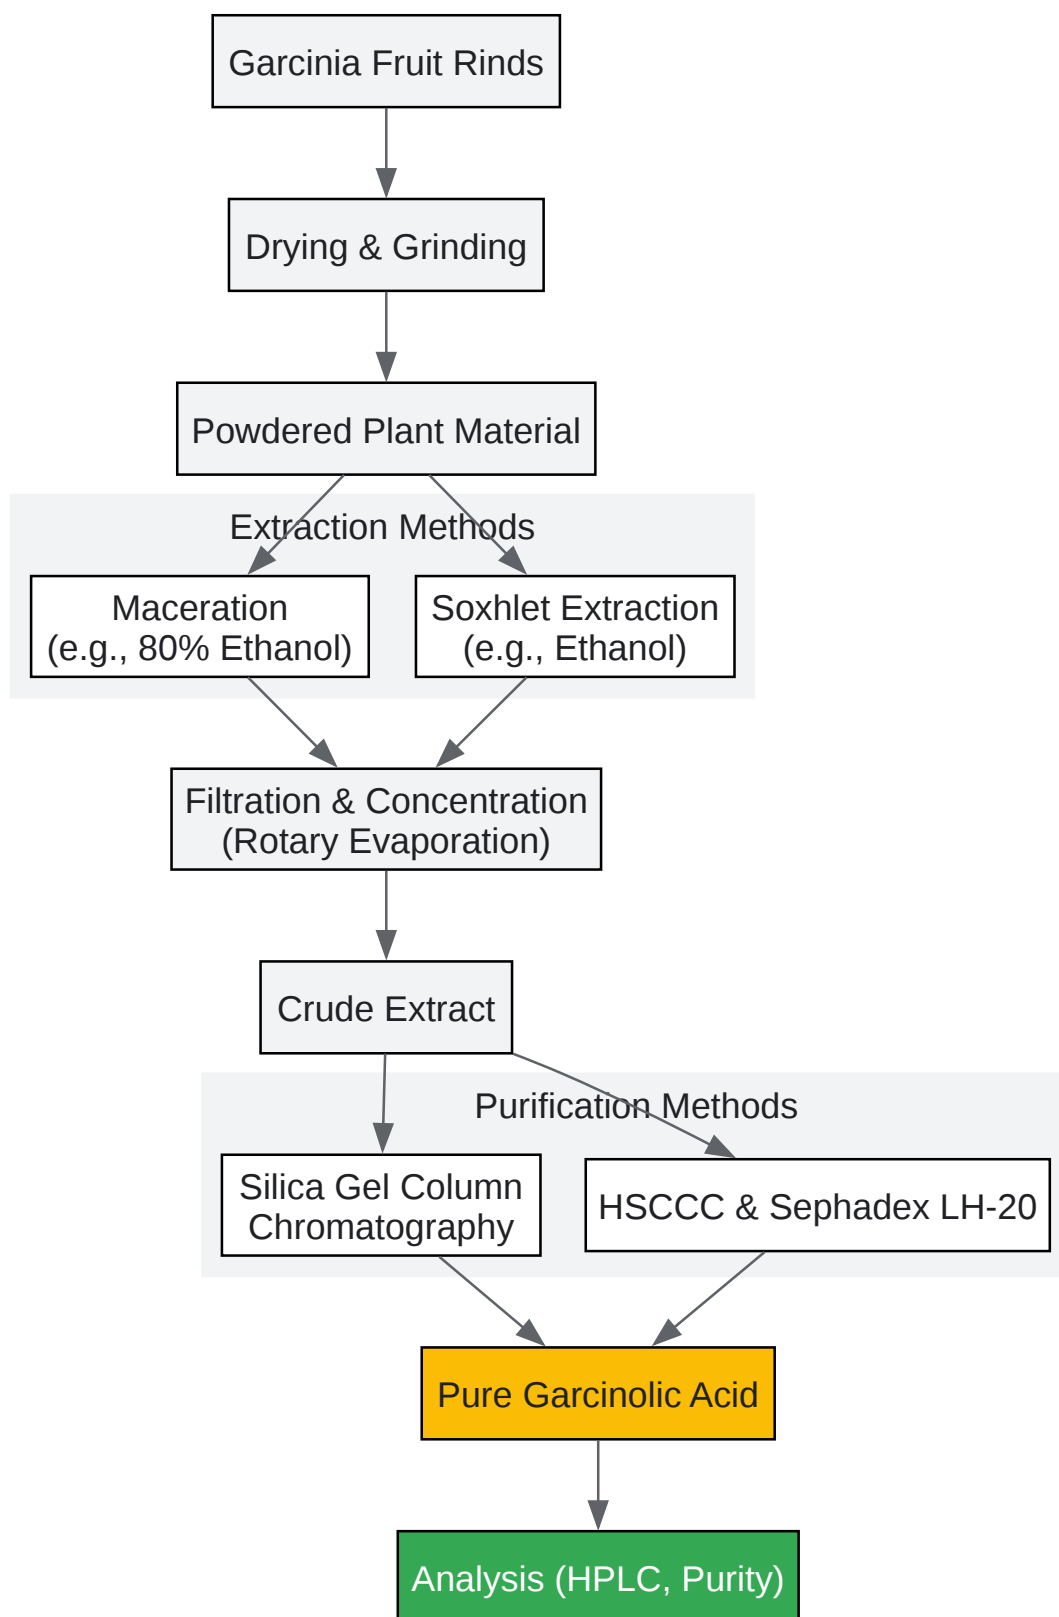 Garcinia Fruit Rinds
Drying & Grinding
Powdered Plant Material
Extraction Methods
Maceration
(e.g., 80% Ethanol)
Soxhlet Extraction
(e.g., Ethanol)
Filtration & Concentration
(Rotary Evaporation)
Crude Extract
Purification Methods
Silica Gel Column
Chromatography
HSCCC & Sephadex LH-20
Pure Garcinolic Acid
Analysis (HPLC, Purity)